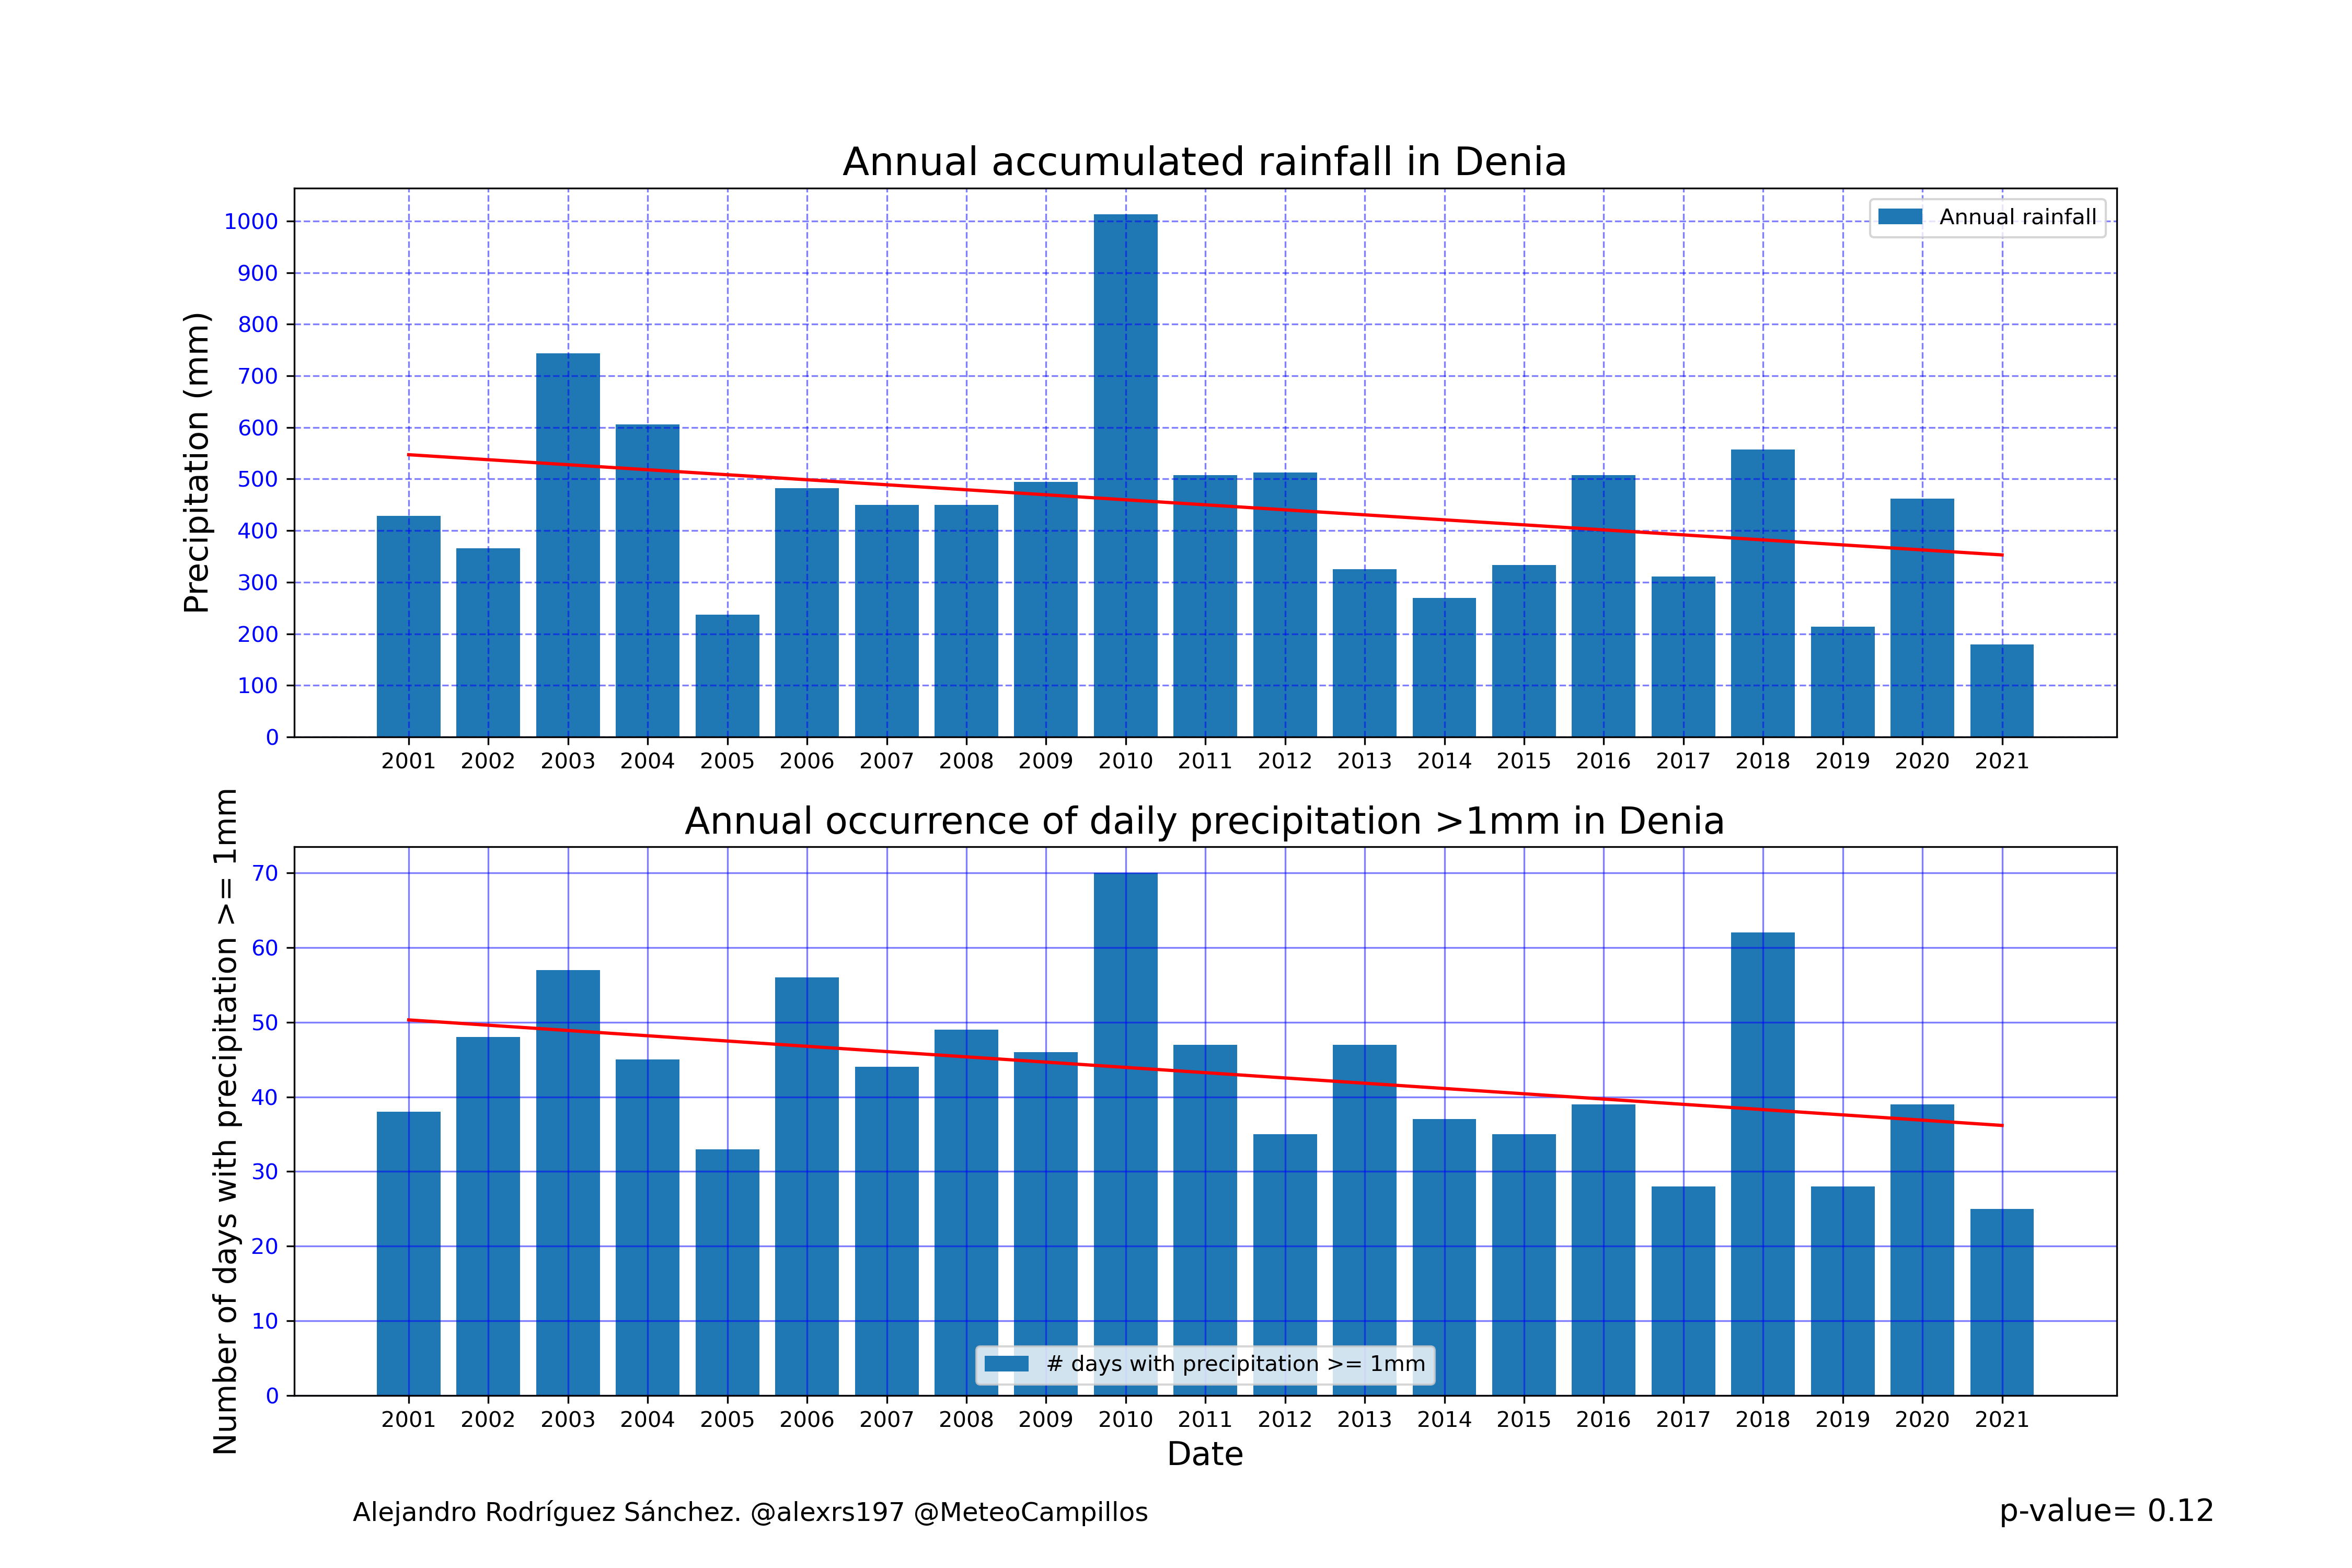 Annual accumulated rainfall in Denia
Precipitation (mm)
1000
900
800
700
600
500
400
300
200
100
0
Annual rainfall
2001 2002 2003 2004 2005 2006 2007 2008 2009 2010 2011 2012 2013 2014 2015 2016 2017 2018 2019 2020 2021
Annual occurrence of daily precipitation >1mm in Denia
Number of days with precipitation >= 1mm
70
60
50
40
30
20
10
0
# days with precipitation >= 1mm
2001 2002 2003 2004 2005 2006 2007 2008 2009 2010 2011 2012 2013 2014 2015 2016 2017 2018 2019 2020 2021
Date
Alejandro Rodríguez Sánchez. @alexrs197 @MeteoCampillos
p-value= 0.12